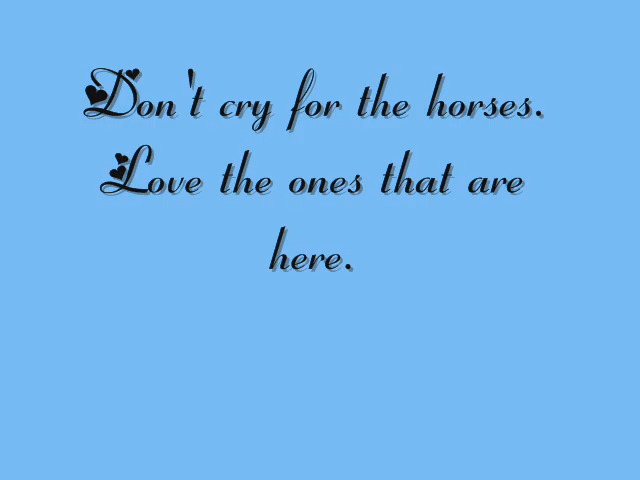 Don't cry for the horses.
Love the ones that are
here.